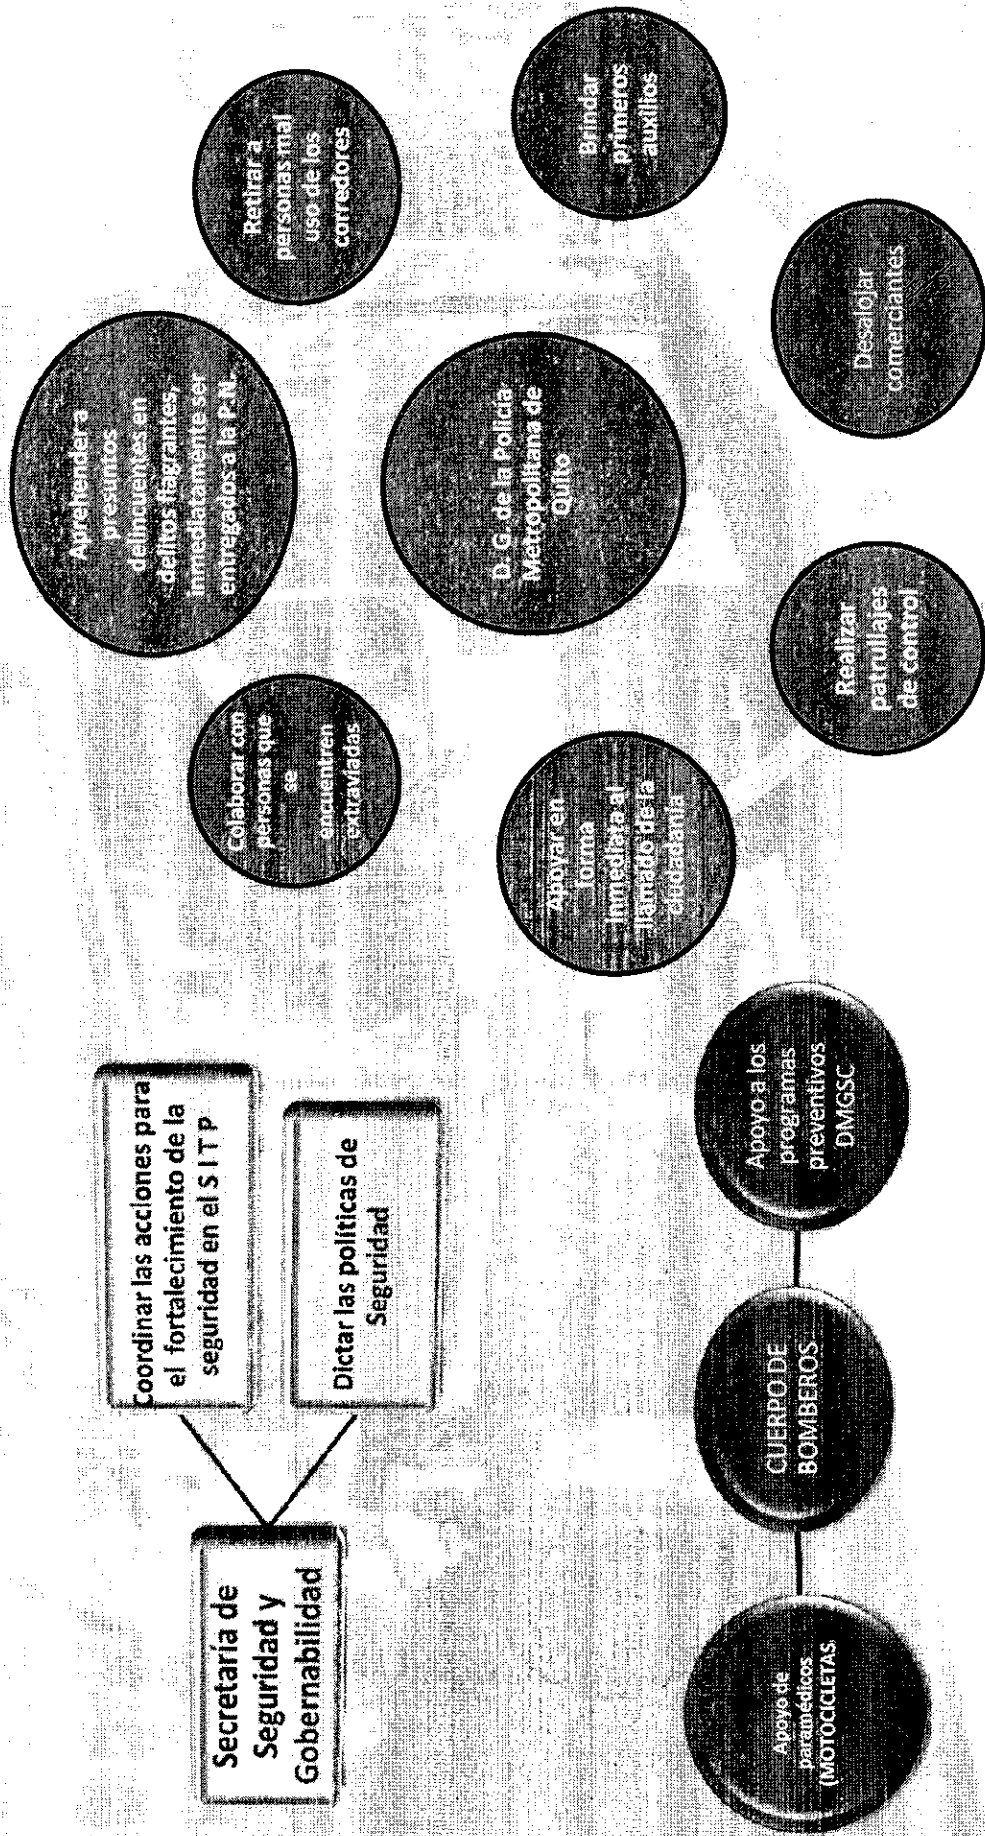 Secretaría de
Seguridad y
Gobernabilidad
Coordinar las acciones para
el fortalecimiento de la
seguridad en el S I T P
Dictar las políticas de
Seguridad
Apoyo de
paramédicos
(MOTOCICLETAS.
CUERPO DE
BOMBEROS
Apoyo a los
programas
preventivos
DMGSC
Aprehender a
presuntos
delincuentes en
delitos flagrantes,
inmediatamente ser
entregados a la P.N.
Retirar a
personas mal
uso de los
corredores
Brindar
primeros
auxilios
Desalojar
comerciantes
Realizar
patrullajes
de control
Apoyar en
forma
inmediata al
llamado de la
ciudadanía
Colaborar con
personas que
se
encuentren
extraviadas
D. G. de la Policía
Metropolitana de
Quito